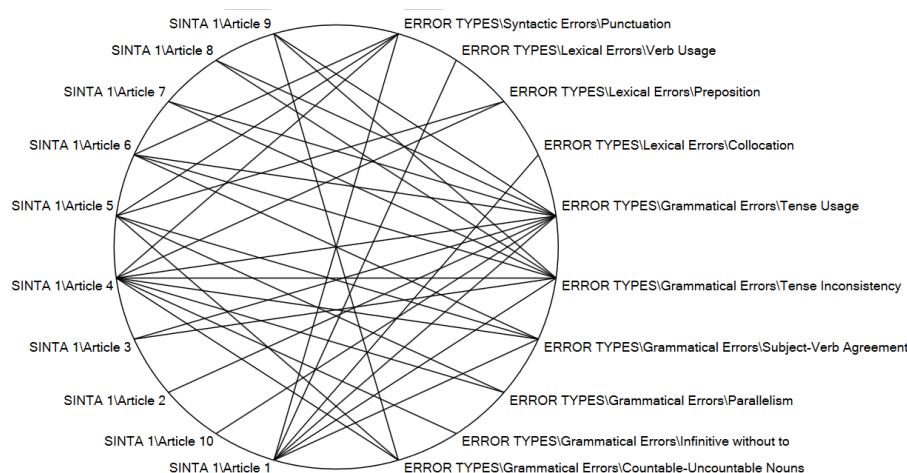 SINTA 1\Article 9
ERROR TYPES\Syntactic Errors\Punctuation
SINTA 1\Article 8
ERROR TYPES\Lexical Errors\Verb Usage
SINTA 1\Article 7
ERROR TYPES\Lexical Errors\Preposition
SINTA 1\Article 6
ERROR TYPES\Lexical Errors\Collocation
SINTA 1\Article 5
ERROR TYPES\Grammatical Errors\Tense Usage
SINTA 1\Article 4
ERROR TYPES\Grammatical Errors\Tense Inconsistency
SINTA 1\Article 3
ERROR TYPES\Grammatical Errors\Subject-Verb Agreement
SINTA 1\Article 2
ERROR TYPES\Grammatical Errors\Parallelism
SINTA 1\Article 10
ERROR TYPES\Grammatical Errors\Infinitive without to
SINTA 1\Article 1
ERROR TYPES\Grammatical Errors\Countable-Uncountable Nouns